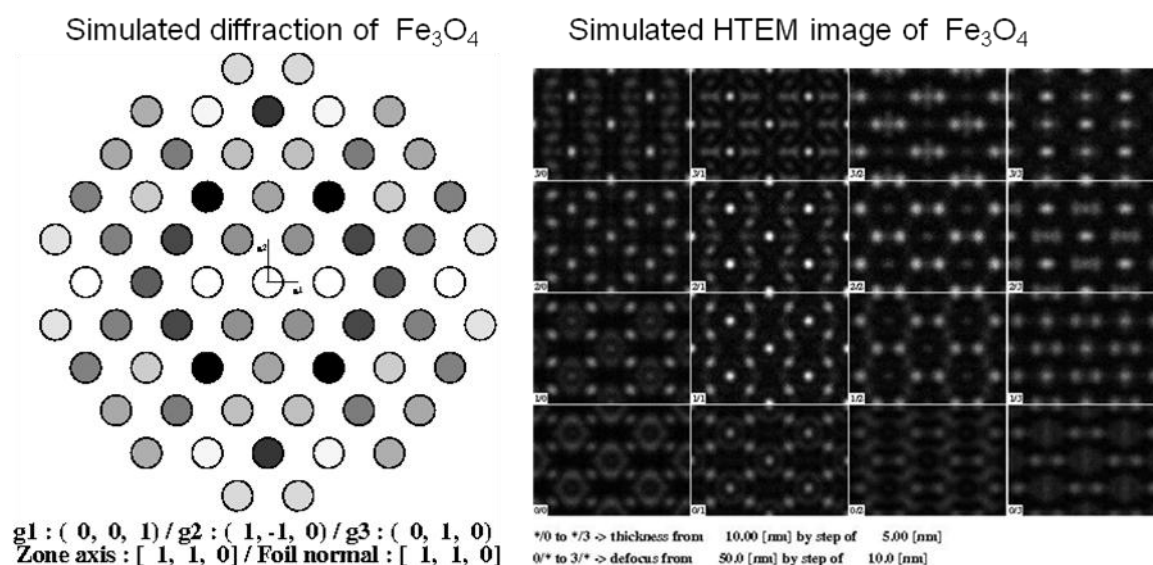 Simulated diffraction of Fe₃O₄
Simulated HTEM image of Fe₃O₄
a2
a1
g1 : ( 0, 0, 1) / g2 : ( 1, -1, 0) / g3 : ( 0, 1, 0)
Zone axis : [ 1, 1, 0] / Foil normal : [ 1, 1, 0]
3/0 3/1 3/2 3/3
2/0 2/1 2/2 2/3
1/0 1/1 1/2 1/3
0/0 0/1 0/2 0/3
*/0 to */3 -> thickness from 10.00 [nm] by step of 5.00 [nm]
0/* to 3/* -> defocus from 50.0 [nm] by step of 10.0 [nm]